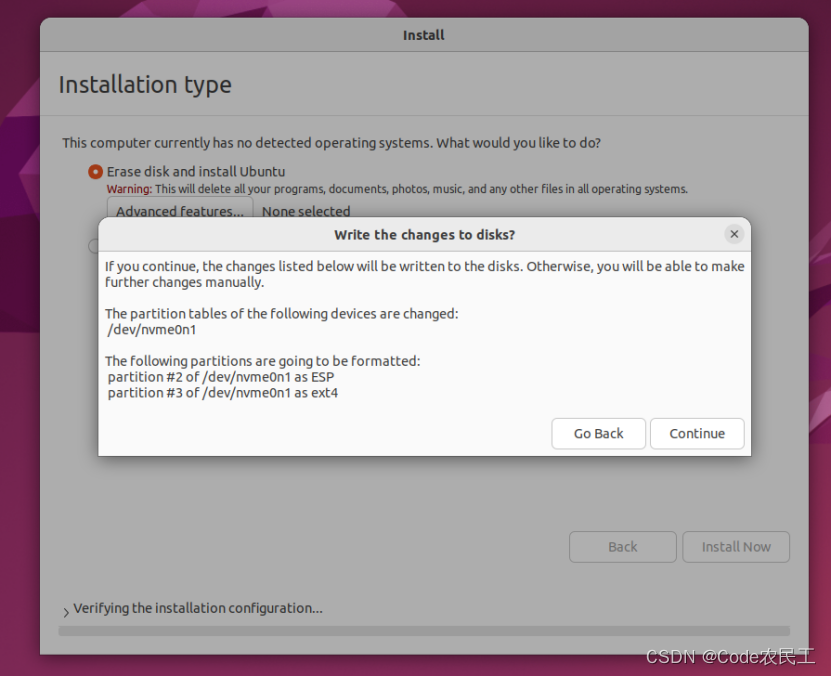 Install
Installation type
This computer currently has no detected operating systems. What would you like to do?
Erase disk and install Ubuntu
Warning: This will delete all your programs, documents, photos, music, and any other files in all operating systems.
Advanced features... None selected
Write the changes to disks?
If you continue, the changes listed below will be written to the disks. Otherwise, you will be able to make
further changes manually.
The partition tables of the following devices are changed:
/dev/nvme0n1
The following partitions are going to be formatted:
partition #2 of /dev/nvme0n1 as ESP
partition #3 of /dev/nvme0n1 as ext4
Go Back Continue
Back Install Now
Verifying the installation configuration...
CSDN @Code农民工